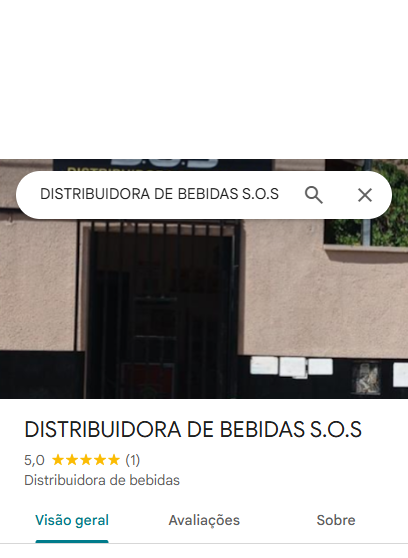 S.O.S
DISTRIBUIDORA DE BEBIDAS S.O.S
DISTRIBUIDORA DE BEBIDAS S.O.S
5,0 (1)
Distribuidora de bebidas
Visão geral Avaliações Sobre